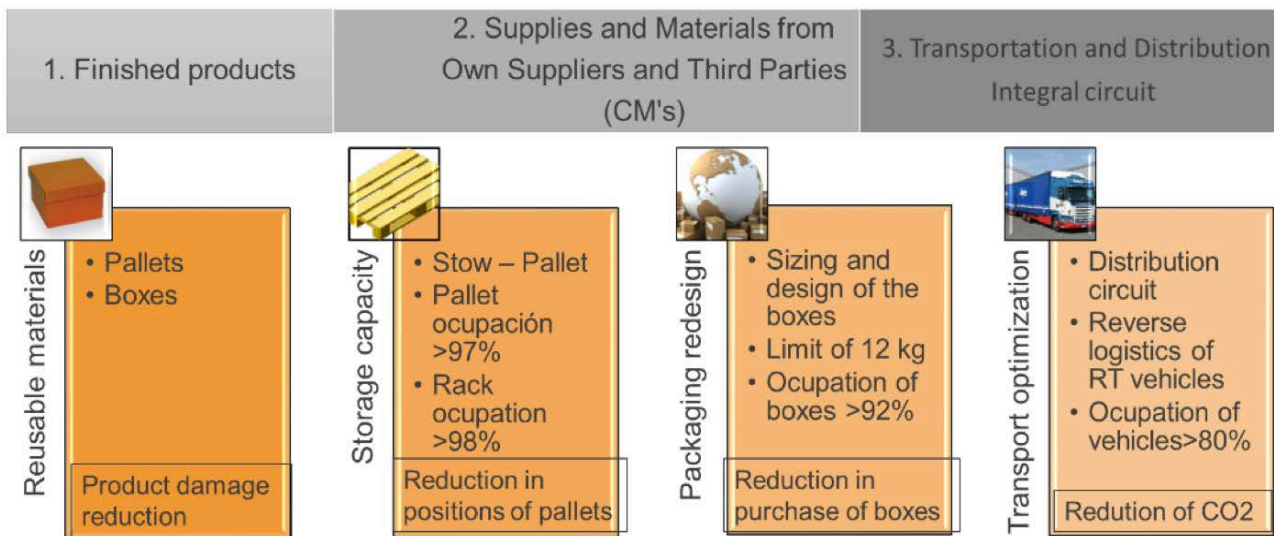 1. Finished products
2. Supplies and Materials from
Own Suppliers and Third Parties
(CM's)
3. Transportation and Distribution
Integral circuit
Reusable materials
• Pallets
• Boxes
Product damage
reduction
Storage capacity
• Stow – Pallet
• Pallet
ocupación
>97%
• Rack
ocupation
>98%
Reduction in
positions of pallets
Packaging redesign
• Sizing and
design of the
boxes
• Limit of 12 kg
• Ocupation of
boxes >92%
Reduction in
purchase of boxes
Transport optimization
• Distribution
circuit
• Reverse
logistics of
RT vehicles
• Ocupation of
vehicles>80%
Redution of CO2